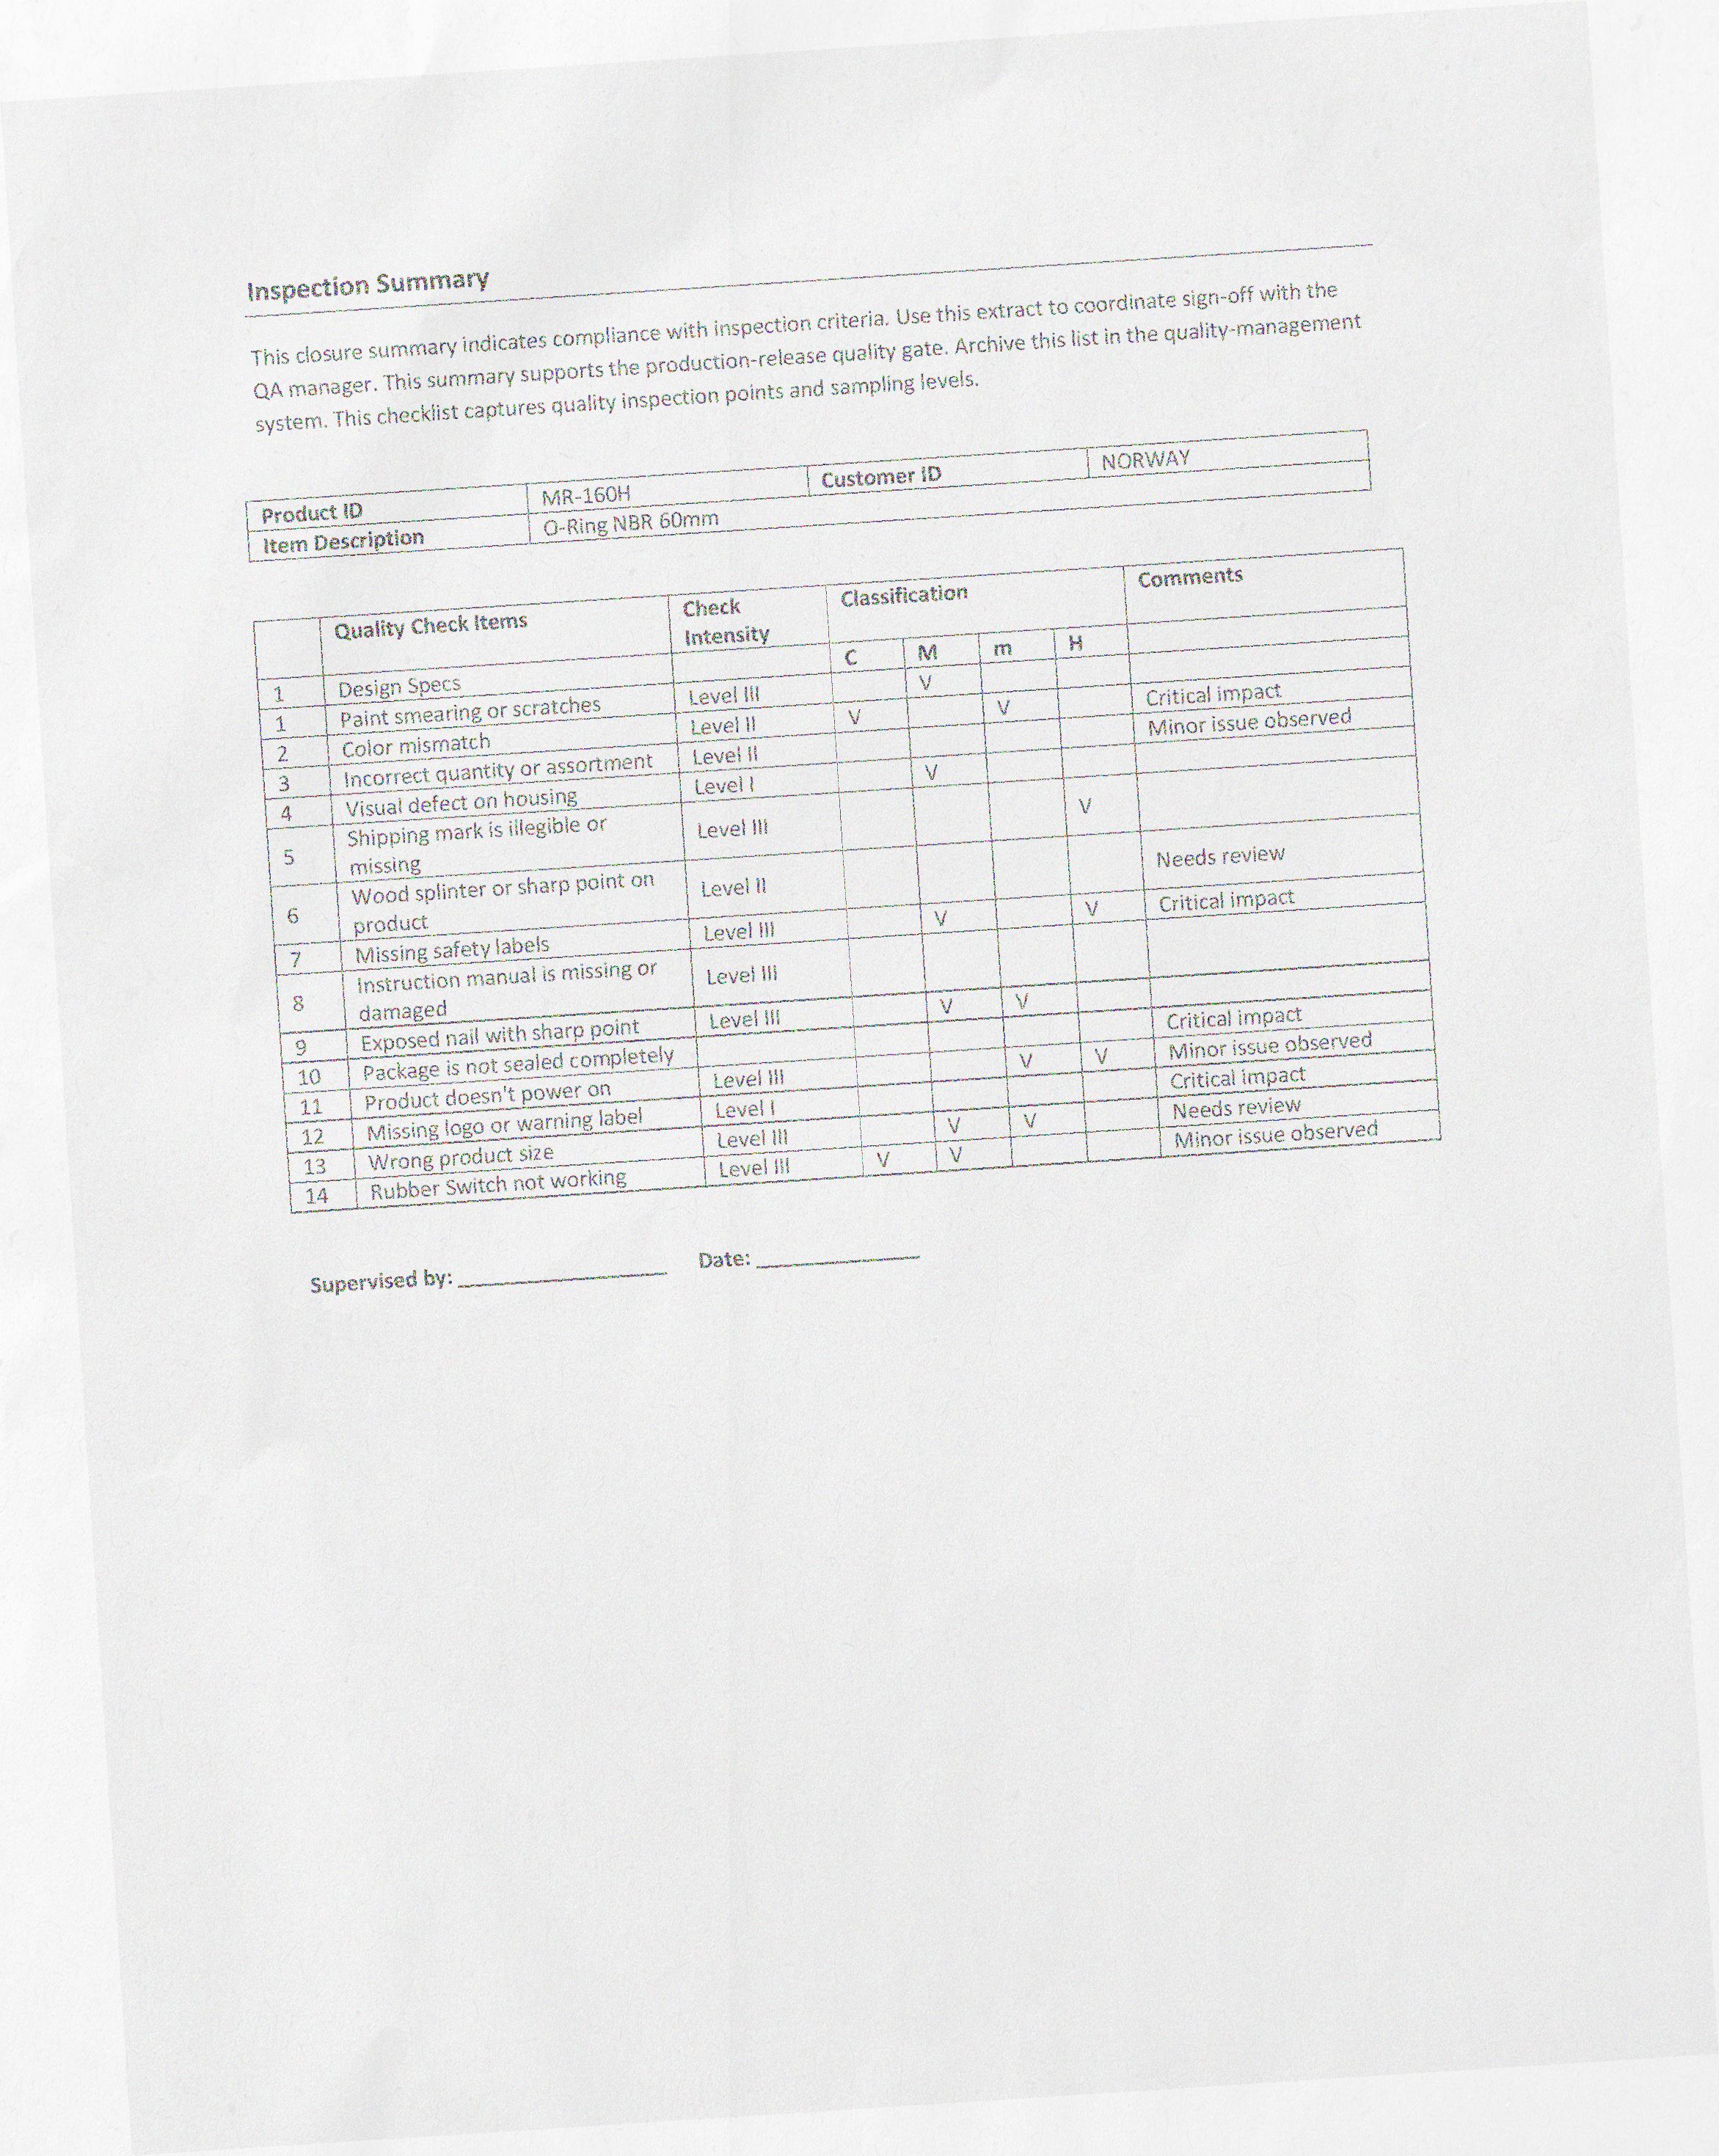 Inspection Summary
This closure summary indicates compliance with inspection criteria. Use this extract to coordinate sign-off with the
QA manager. This summary supports the production-release quality gate. Archive this list in the quality-management
system. This checklist captures quality inspection points and sampling levels.
Product ID MR-160H Customer ID NORWAY
Item Description O-Ring NBR 60mm
Quality Check Items Check Intensity Classification Comments
1 Design Specs C M m H
1 Paint smearing or scratches Level III V
2 Color mismatch Level II V V Critical impact
3 Incorrect quantity or assortment Level II Minor issue observed
4 Visual defect on housing Level I V
5 Shipping mark is illegible or missing Level III V
6 Wood splinter or sharp point on product Level II Needs review
7 Missing safety labels Level III V V Critical impact
8 Instruction manual is missing or damaged Level III
9 Exposed nail with sharp point Level III V V
10 Package is not sealed completely Critical impact
11 Product doesn't power on Level III V V Minor issue observed
12 Missing logo or warning label Level I Critical impact
13 Wrong product size Level III V V Needs review
14 Rubber Switch not working Level III V V Minor issue observed
Supervised by: Date: